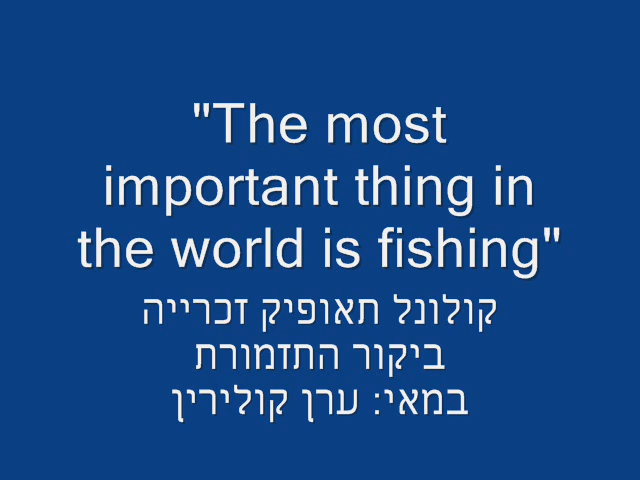 "The most
important thing in
the world is fishing"
קולונל תאופיק זכרייה
ביקור התזמורת
במאי: ערן קולירין